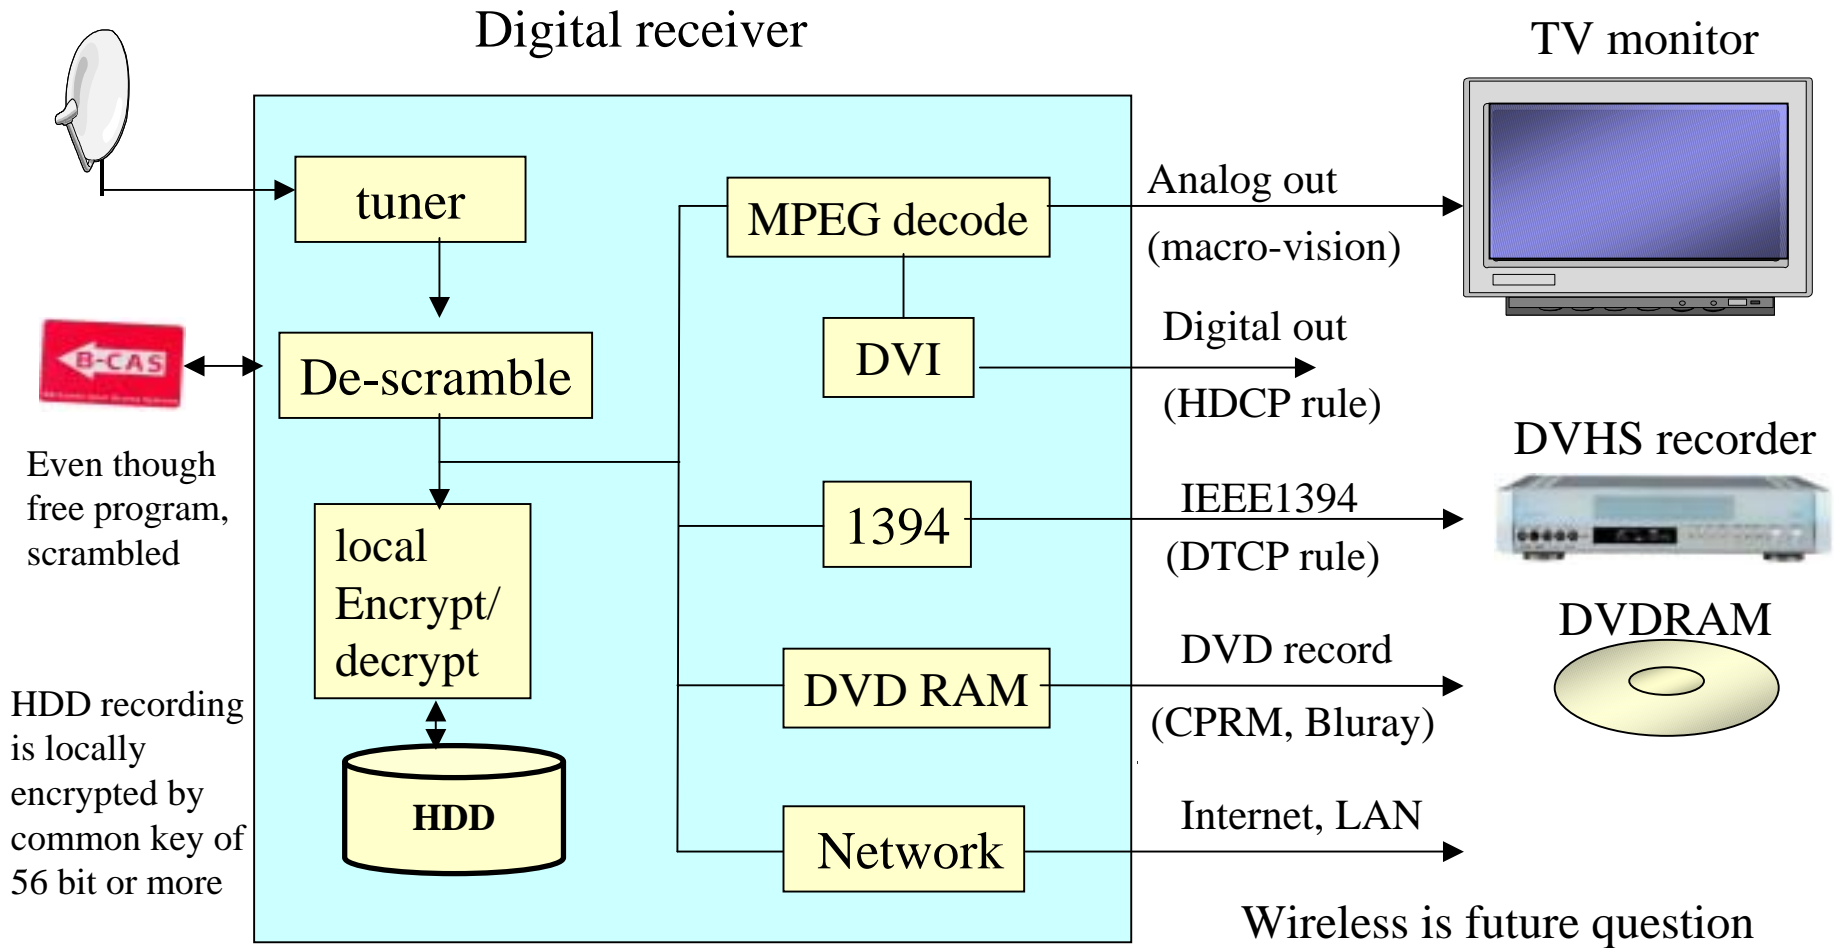 Digital receiver
TV monitor
tuner
MPEG decode
Analog out
(macro-vision)
B-CAS
De-scramble
DVI
Digital out
(HDCP rule)
Even though
free program,
scrambled
DVHS recorder
local
Encrypt/
decrypt
1394
IEEE1394
(DTCP rule)
DVDRAM
HDD recording
is locally
encrypted by
common key of
56 bit or more
HDD
DVD RAM
DVD record
(CPRM, Bluray)
Network
Internet, LAN
Wireless is future question